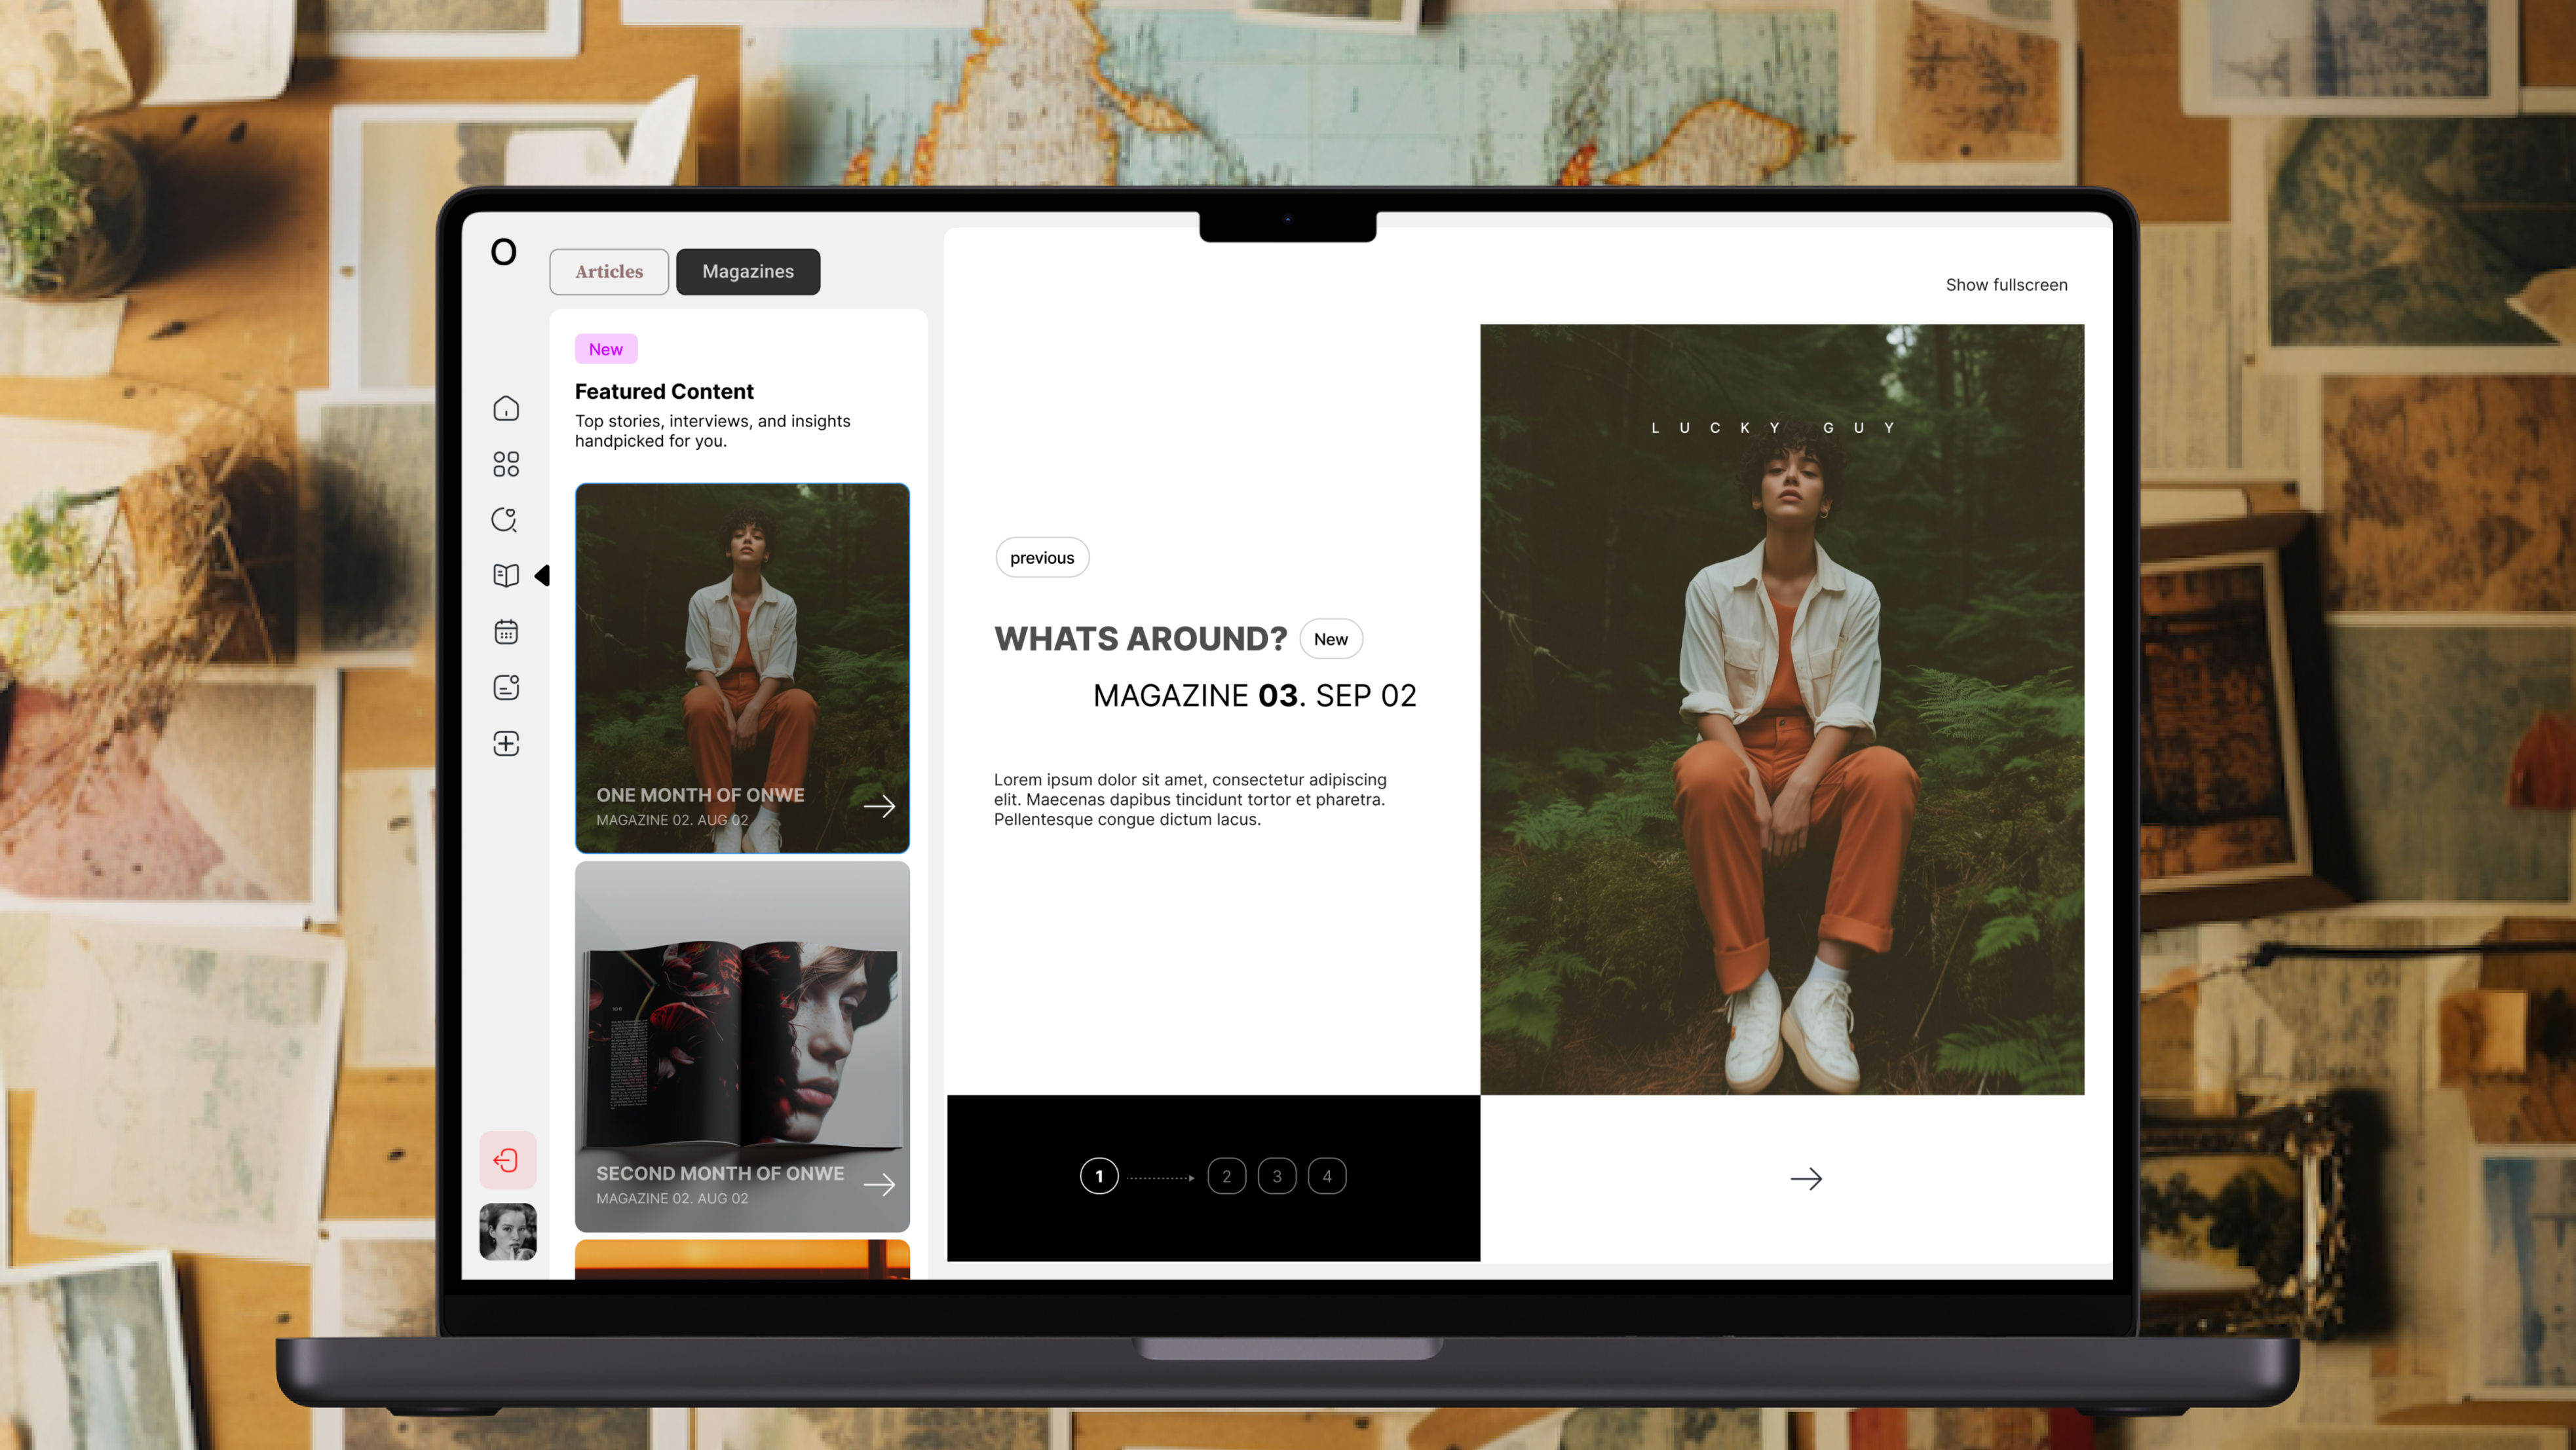 O
Articles
Magazines
New
Featured Content
Top stories, interviews, and insights
handpicked for you.
ONE MONTH OF ONWE
MAGAZINE 02. AUG 02
SECOND MONTH OF ONWE
MAGAZINE 02. AUG 02
Show fullscreen
previous
WHATS AROUND? New
MAGAZINE 03. SEP 02
Lorem ipsum dolor sit amet, consectetur adipiscing
elit. Maecenas dapibus tincidunt tortor et pharetra.
Pellentesque congue dictum lacus.
LUCKY GUY
1 2 3 4